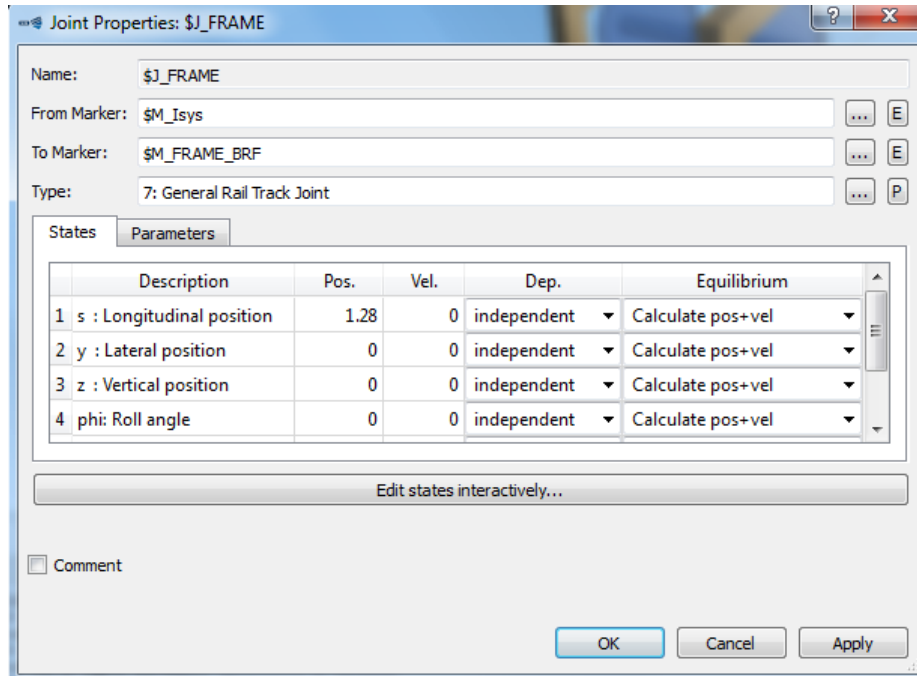 Joint Properties: $J_FRAME
?
x
Name: $J_FRAME
From Marker: $M_Isys ... E
To Marker: $M_FRAME_BRF ... E
Type: 7: General Rail Track Joint ... P
States Parameters
Description Pos. Vel. Dep. Equilibrium
1 s : Longitudinal position 1.28 0 independent Calculate pos+vel
2 y : Lateral position 0 0 independent Calculate pos+vel
3 z : Vertical position 0 0 independent Calculate pos+vel
4 phi: Roll angle 0 0 independent Calculate pos+vel
Edit states interactively...
Comment
OK Cancel Apply